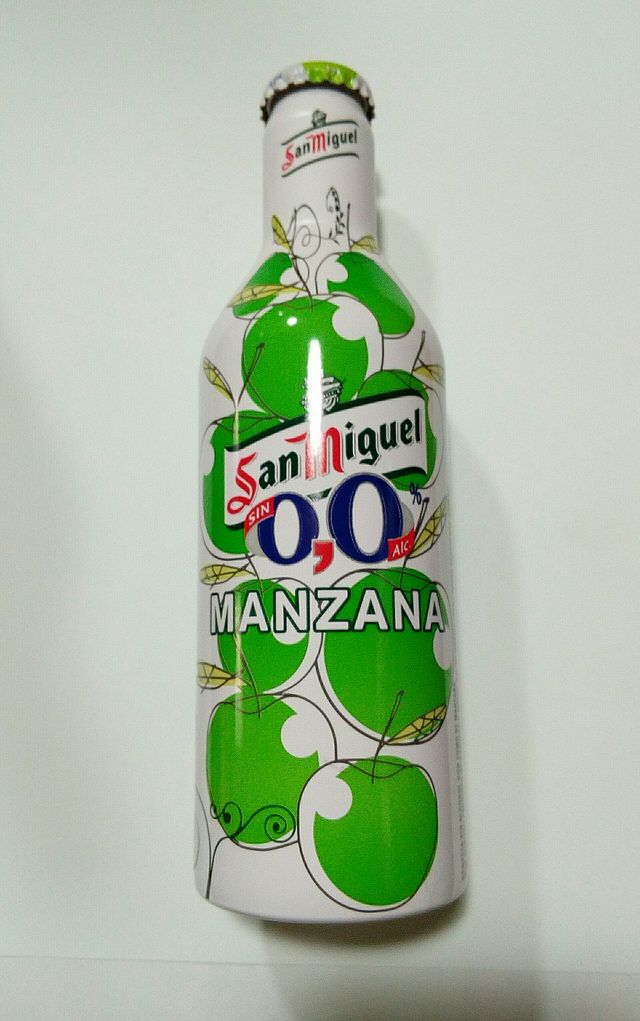 San Miguel
San Miguel
SIN 0,0% Alc.
MANZANA